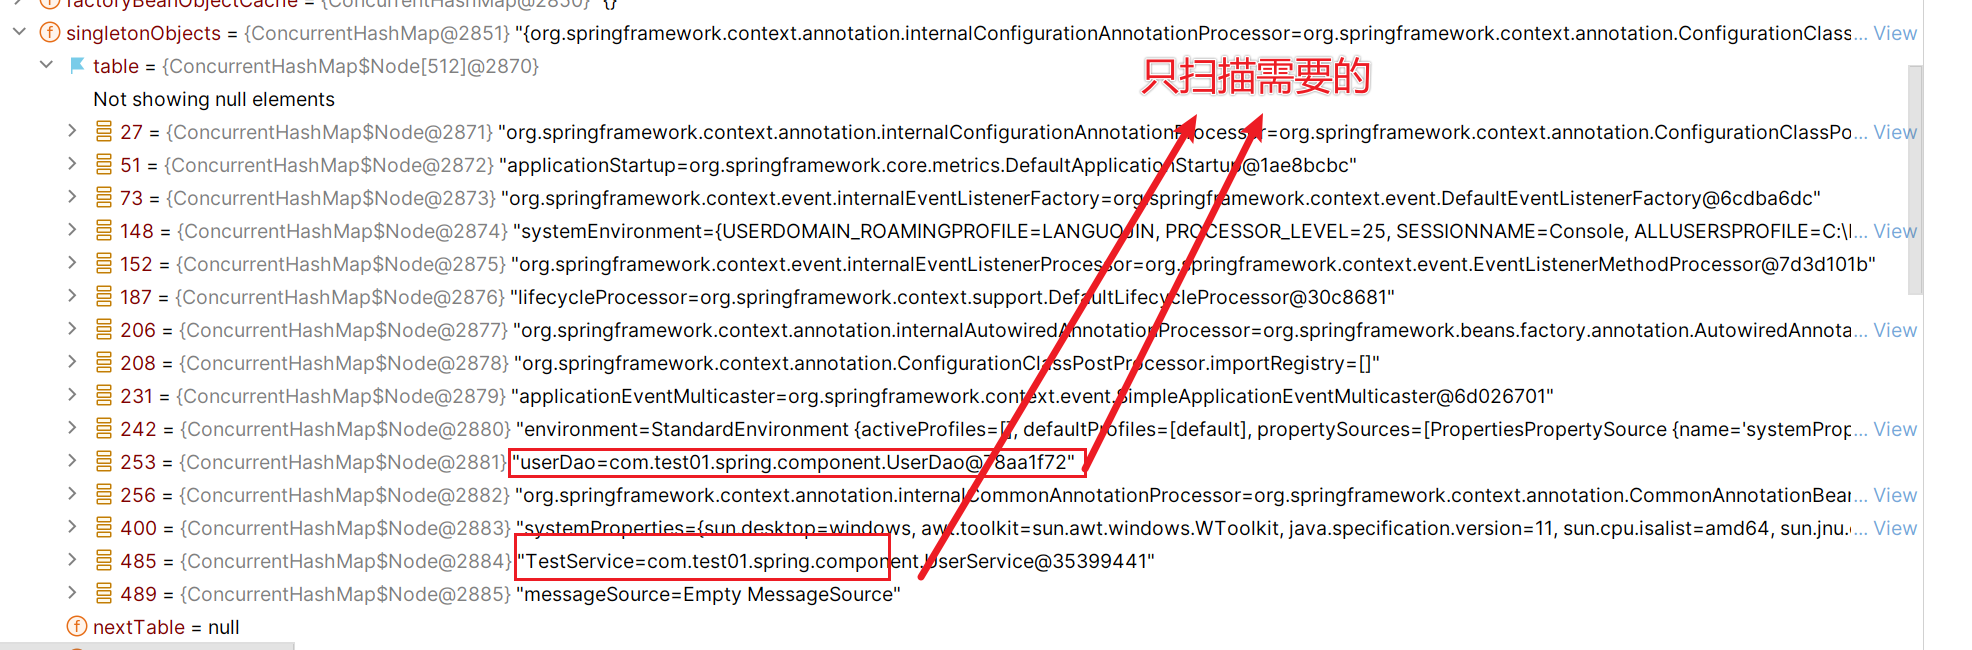 factoryBeanObjectCache = {ConcurrentHashMap@2850} "{}
singletonObjects = {ConcurrentHashMap@2851} "{org.springframework.context.annotation.internalConfigurationAnnotationProcessor=org.springframework.context.annotation.ConfigurationClass... View
table = {ConcurrentHashMap$Node[512]@2870}
只扫描需要的
Not showing null elements
27 = {ConcurrentHashMap$Node@2871} "org.springframework.context.annotation.internalConfigurationAnnotationProcessor=org.springframework.context.annotation.ConfigurationClassPo... View
51 = {ConcurrentHashMap$Node@2872} "applicationStartup=org.springframework.core.metrics.DefaultApplicationStartup@1ae8bcbc"
73 = {ConcurrentHashMap$Node@2873} "org.springframework.context.event.internalEventListenerFactory=org.springframework.context.event.DefaultEventListenerFactory@6cdba6dc"
148 = {ConcurrentHashMap$Node@2874} "systemEnvironment={USERDOMAIN_ROAMINGPROFILE=LANGUOJIN, PROCESSOR_LEVEL=25, SESSIONNAME=Console, ALLUSERSPROFILE=C:\... View
152 = {ConcurrentHashMap$Node@2875} "org.springframework.context.event.internalEventListenerProcessor=org.springframework.context.event.EventListenerMethodProcessor@7d3d101b"
187 = {ConcurrentHashMap$Node@2876} "lifecycleProcessor=org.springframework.context.support.DefaultLifecycleProcessor@30c8681"
206 = {ConcurrentHashMap$Node@2877} "org.springframework.context.annotation.internalAutowiredAnnotationProcessor=org.springframework.beans.factory.annotation.AutowiredAnnota... View
208 = {ConcurrentHashMap$Node@2878} "org.springframework.context.annotation.ConfigurationClassPostProcessor.importRegistry=[]"
231 = {ConcurrentHashMap$Node@2879} "applicationEventMulticaster=org.springframework.context.event.SimpleApplicationEventMulticaster@6d026701"
242 = {ConcurrentHashMap$Node@2880} "environment=StandardEnvironment {activeProfiles=[], defaultProfiles=[default], propertySources=[PropertiesPropertySource {name='systemProp... View
253 = {ConcurrentHashMap$Node@2881} "userDao=com.test01.spring.component.UserDao@78aa1f72"
256 = {ConcurrentHashMap$Node@2882} "org.springframework.context.annotation.internalCommonAnnotationProcessor=org.springframework.context.annotation.CommonAnnotationBean... View
400 = {ConcurrentHashMap$Node@2883} "systemProperties={sun.desktop=windows, awt.toolkit=sun.awt.windows.WToolkit, java.specification.version=11, sun.cpu.isalist=amd64, sun.jnu.... View
485 = {ConcurrentHashMap$Node@2884} "TestService=com.test01.spring.component.UserService@35399441"
489 = {ConcurrentHashMap$Node@2885} "messageSource=Empty MessageSource"
nextTable = null